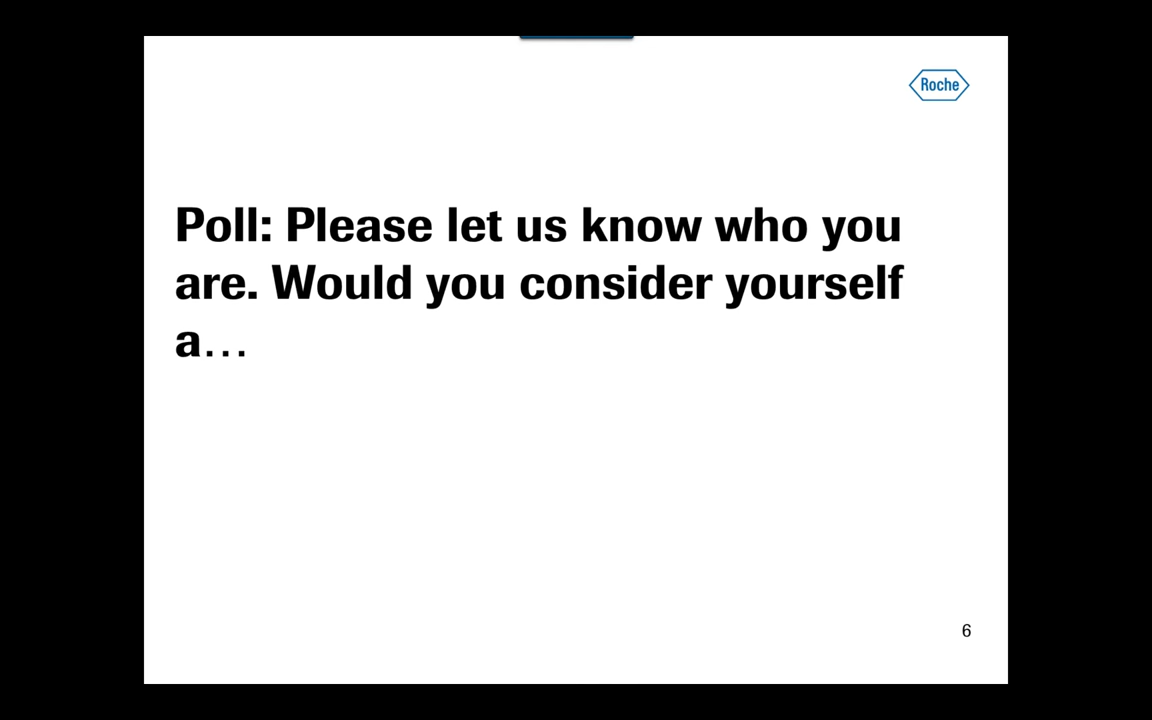 Roche
Poll: Please let us know who you
are. Would you consider yourself
a…
6